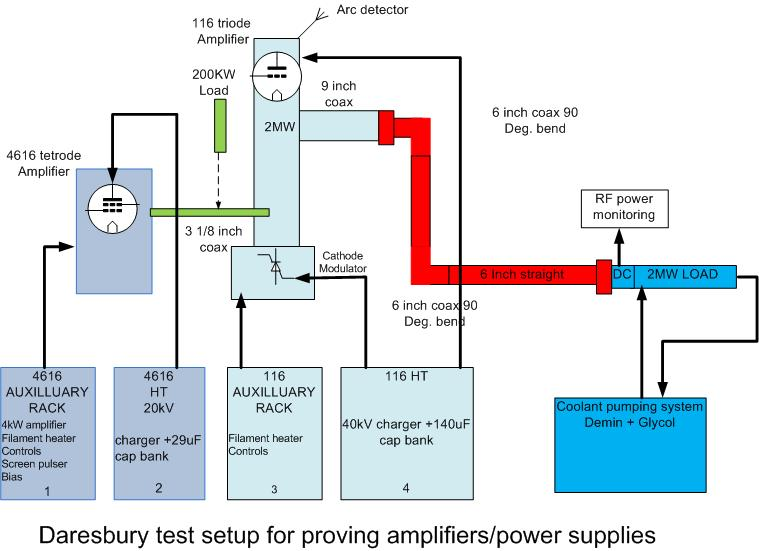 Arc detector
116 triode
Amplifier
200KW
Load
9 inch
coax
6 inch coax 90
Deg. bend
2MW
4616 tetrode
Amplifier
RF power
monitoring
3 1/8 inch
coax
Cathode
Modulator
6 inch straight
DC
2MW LOAD
6 inch coax 90
Deg. bend
4616
AUXILLUARY
RACK
4kW amplifier
Filament heater
Controls
Screen pulser
Bias
1
4616
HT
20kV
charger +29uF
cap bank
2
116
AUXILLUARY
RACK
Filament heater
Controls
3
116 HT
40kV charger +140uF
cap bank
4
Coolant pumping system
Demin + Glycol
Daresbury test setup for proving amplifiers/power supplies